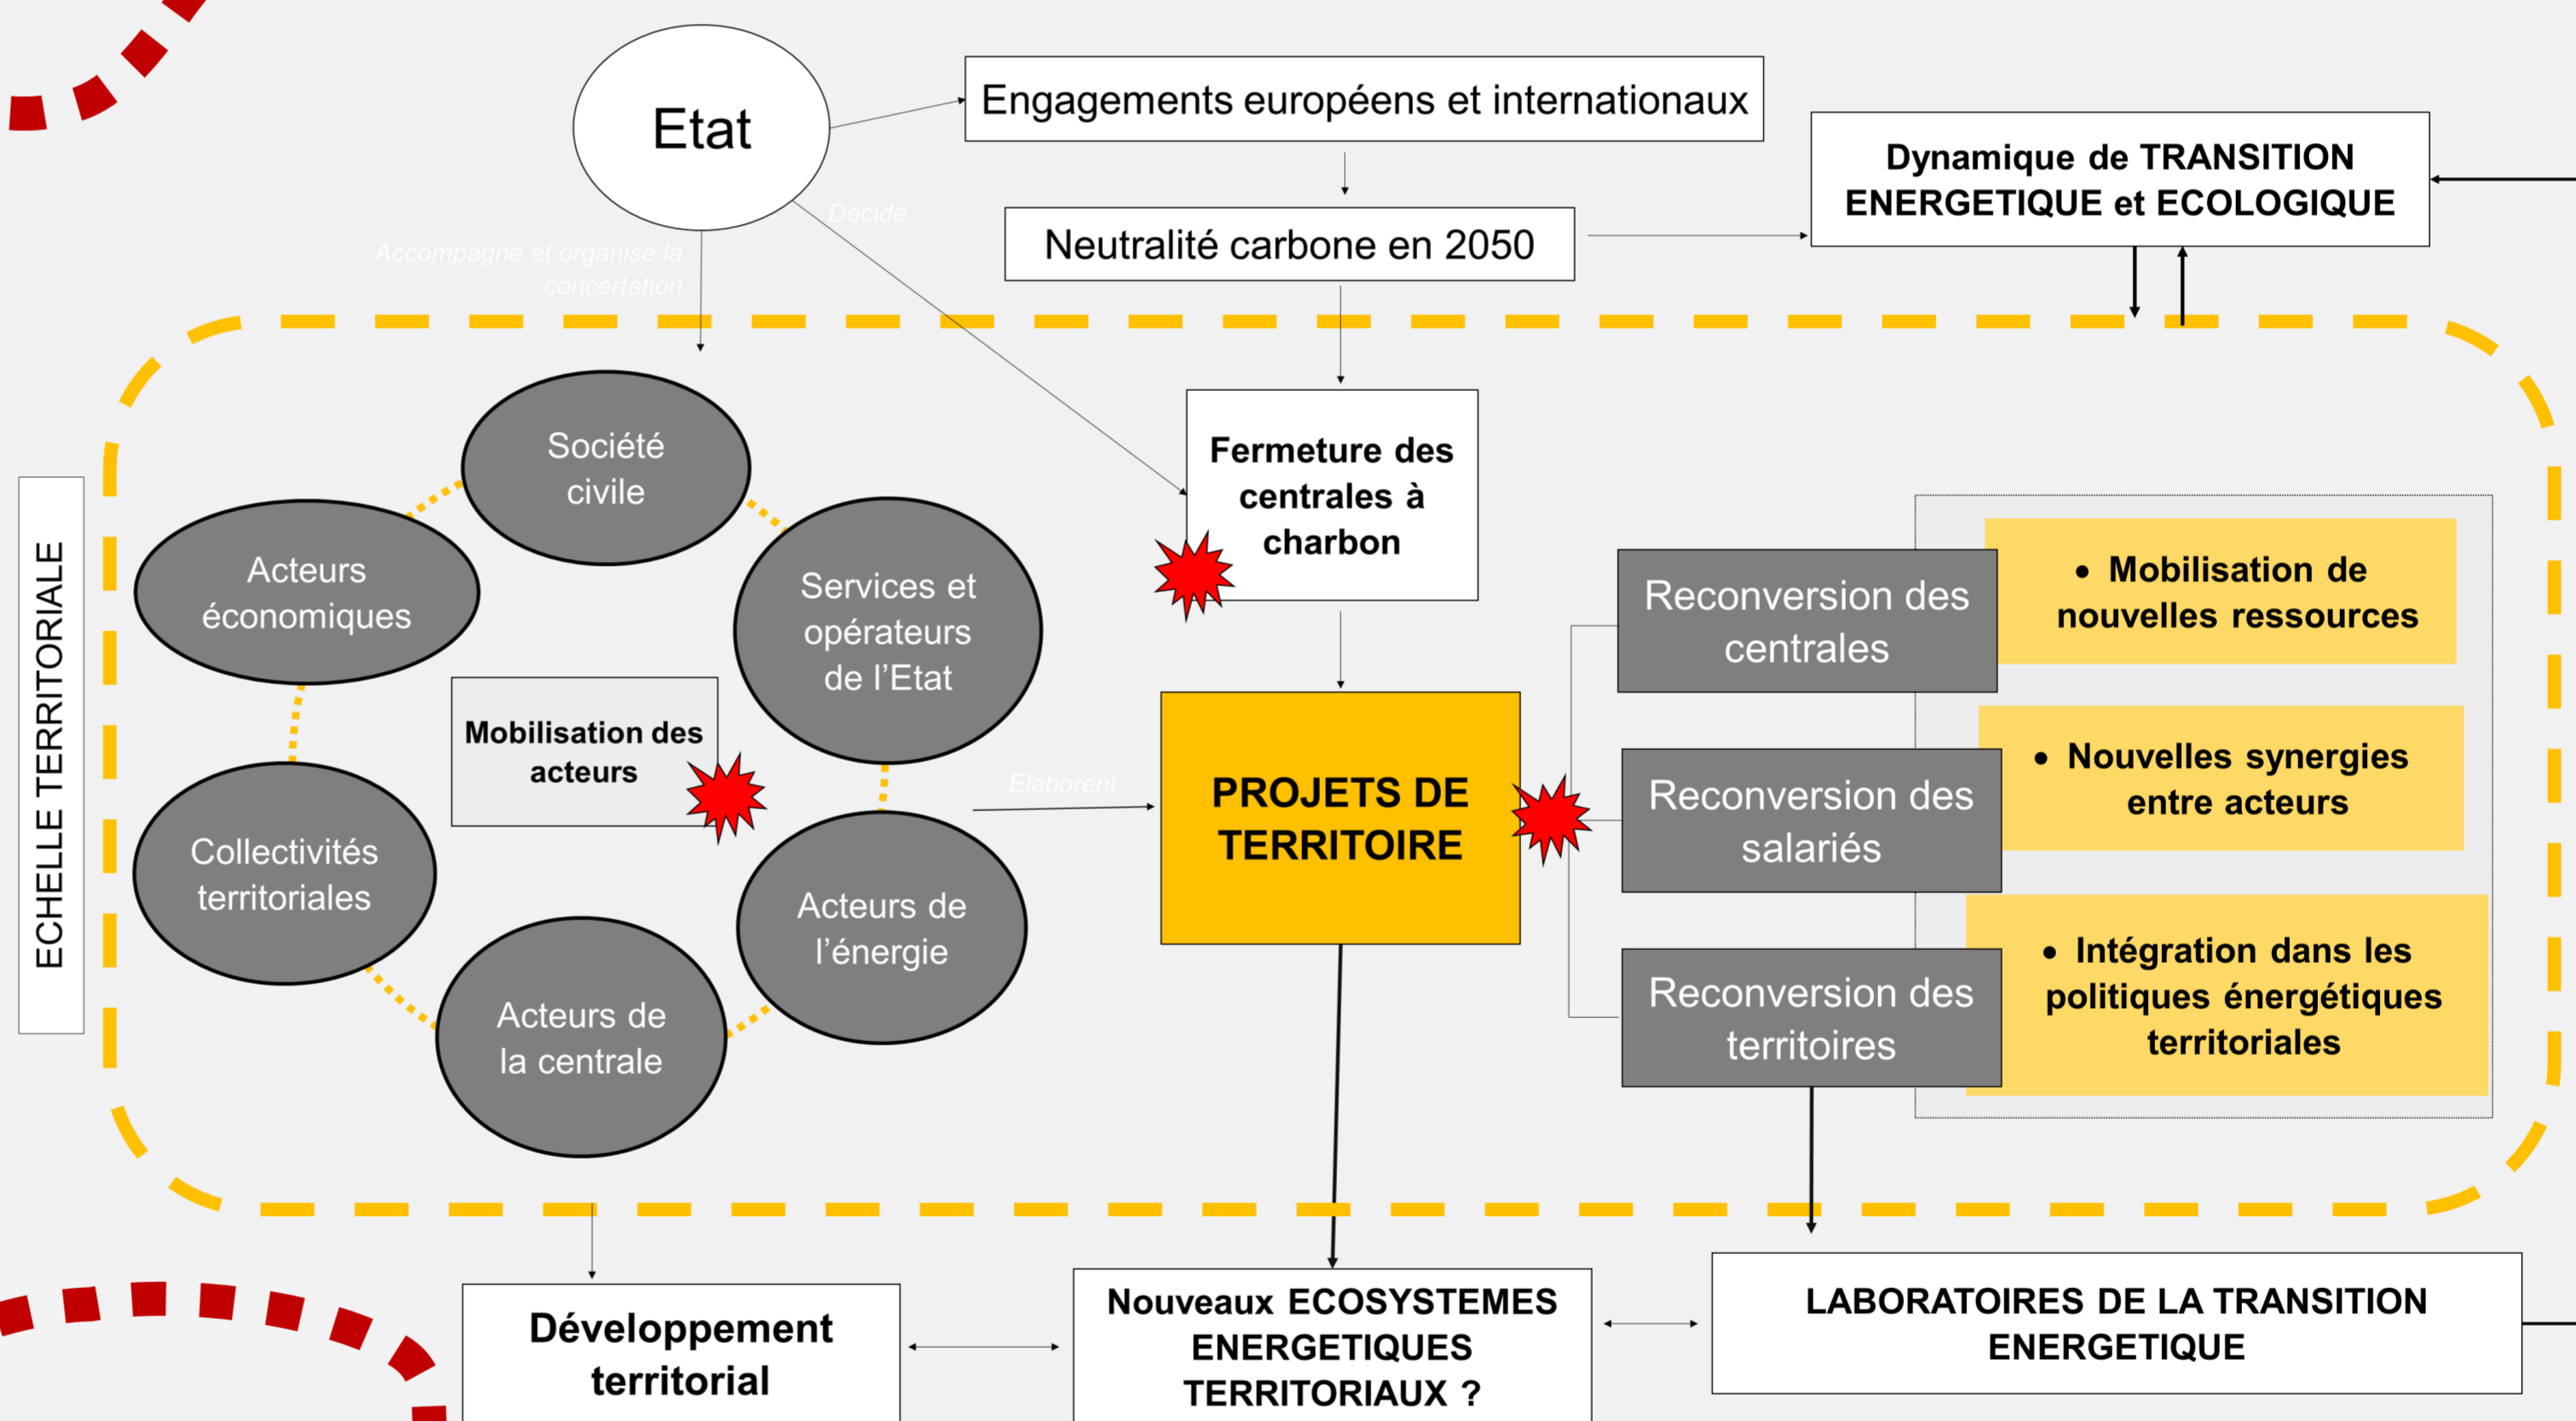 Etat
Engagements européens et internationaux
Dynamique de TRANSITION
ENERGETIQUE et ECOLOGIQUE
Décide
Neutralité carbone en 2050
Accompagne et organise la
concertation
ECHELLE TERRITORIALE
Société
civile
Acteurs
économiques
Services et
opérateurs
de l’Etat
Mobilisation des
acteurs
Collectivités
territoriales
Acteurs de
l’énergie
Acteurs de
la centrale
Elaborent
Fermeture des
centrales à
charbon
PROJETS DE
TERRITOIRE
Reconversion des
centrales
• Mobilisation de
nouvelles ressources
Reconversion des
salariés
• Nouvelles synergies
entre acteurs
Reconversion des
territoires
• Intégration dans les
politiques énergétiques
territoriales
Développement
territorial
Nouveaux ECOSYSTEMES
ENERGETIQUES
TERRITORIAUX ?
LABORATOIRES DE LA TRANSITION
ENERGETIQUE